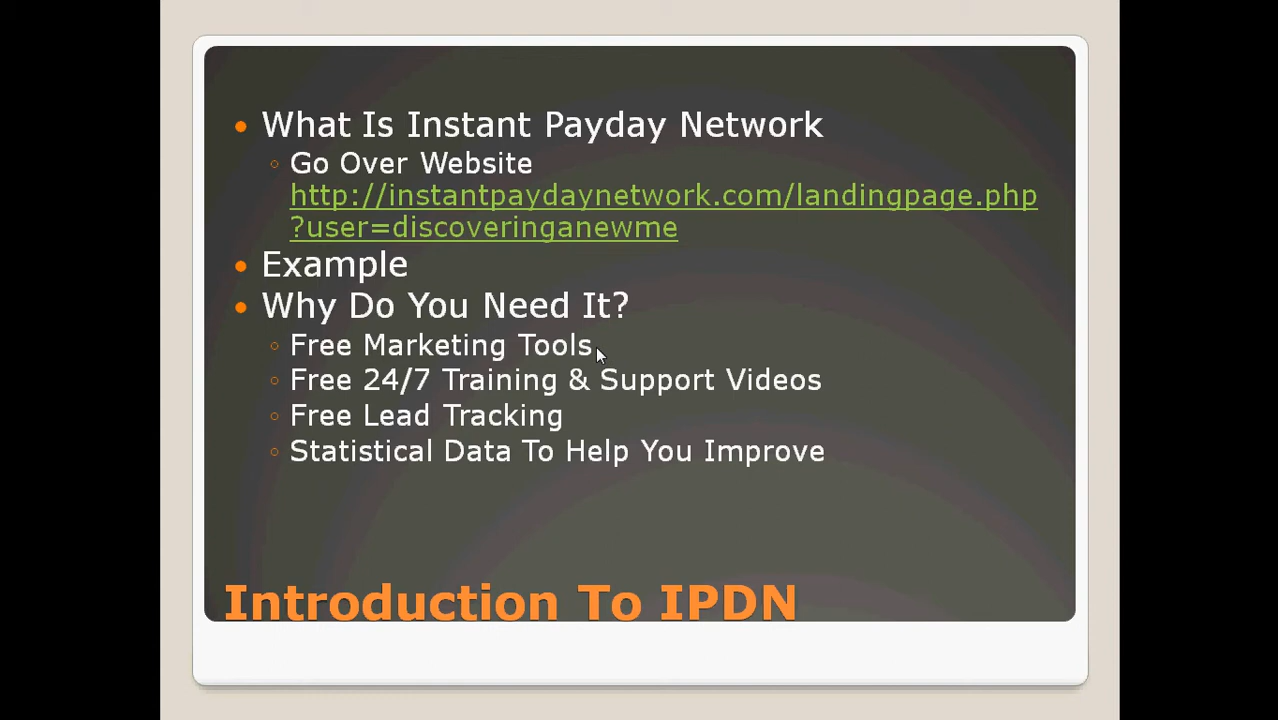 What Is Instant Payday Network
Go Over Website
http://instantpaydaynetwork.com/landingpage.php
?user=discoveringanewme
Example
Why Do You Need It?
Free Marketing Tools
Free 24/7 Training & Support Videos
Free Lead Tracking
Statistical Data To Help You Improve
Introduction To IPDN